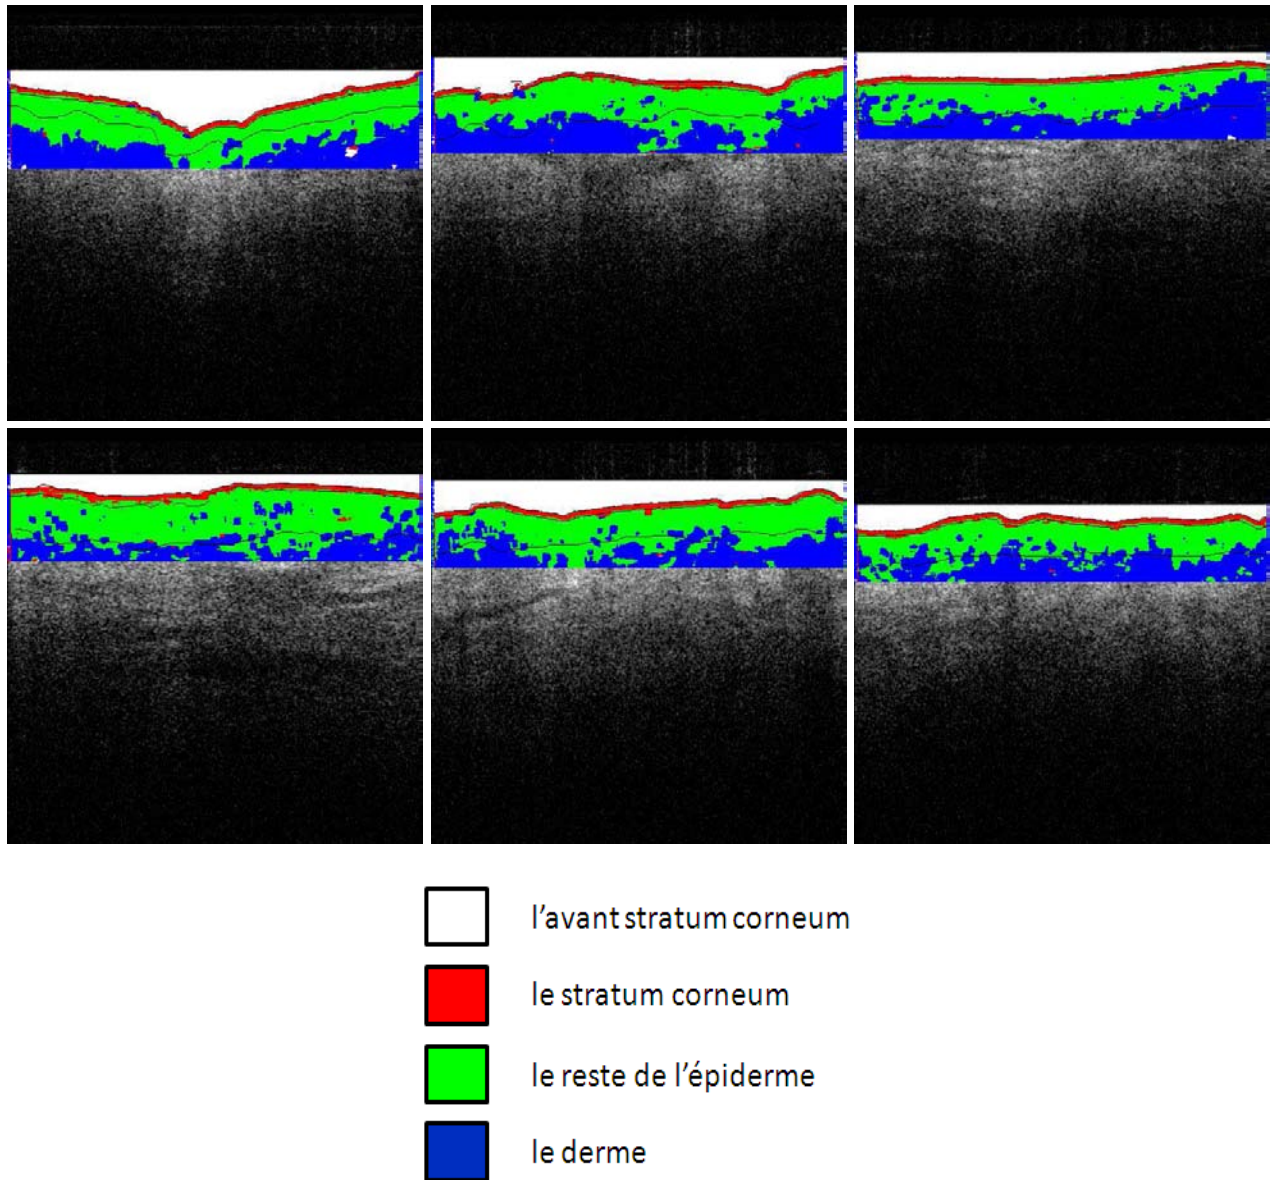 l'avant stratum corneum
le stratum corneum
le reste de l'épiderme
le derme